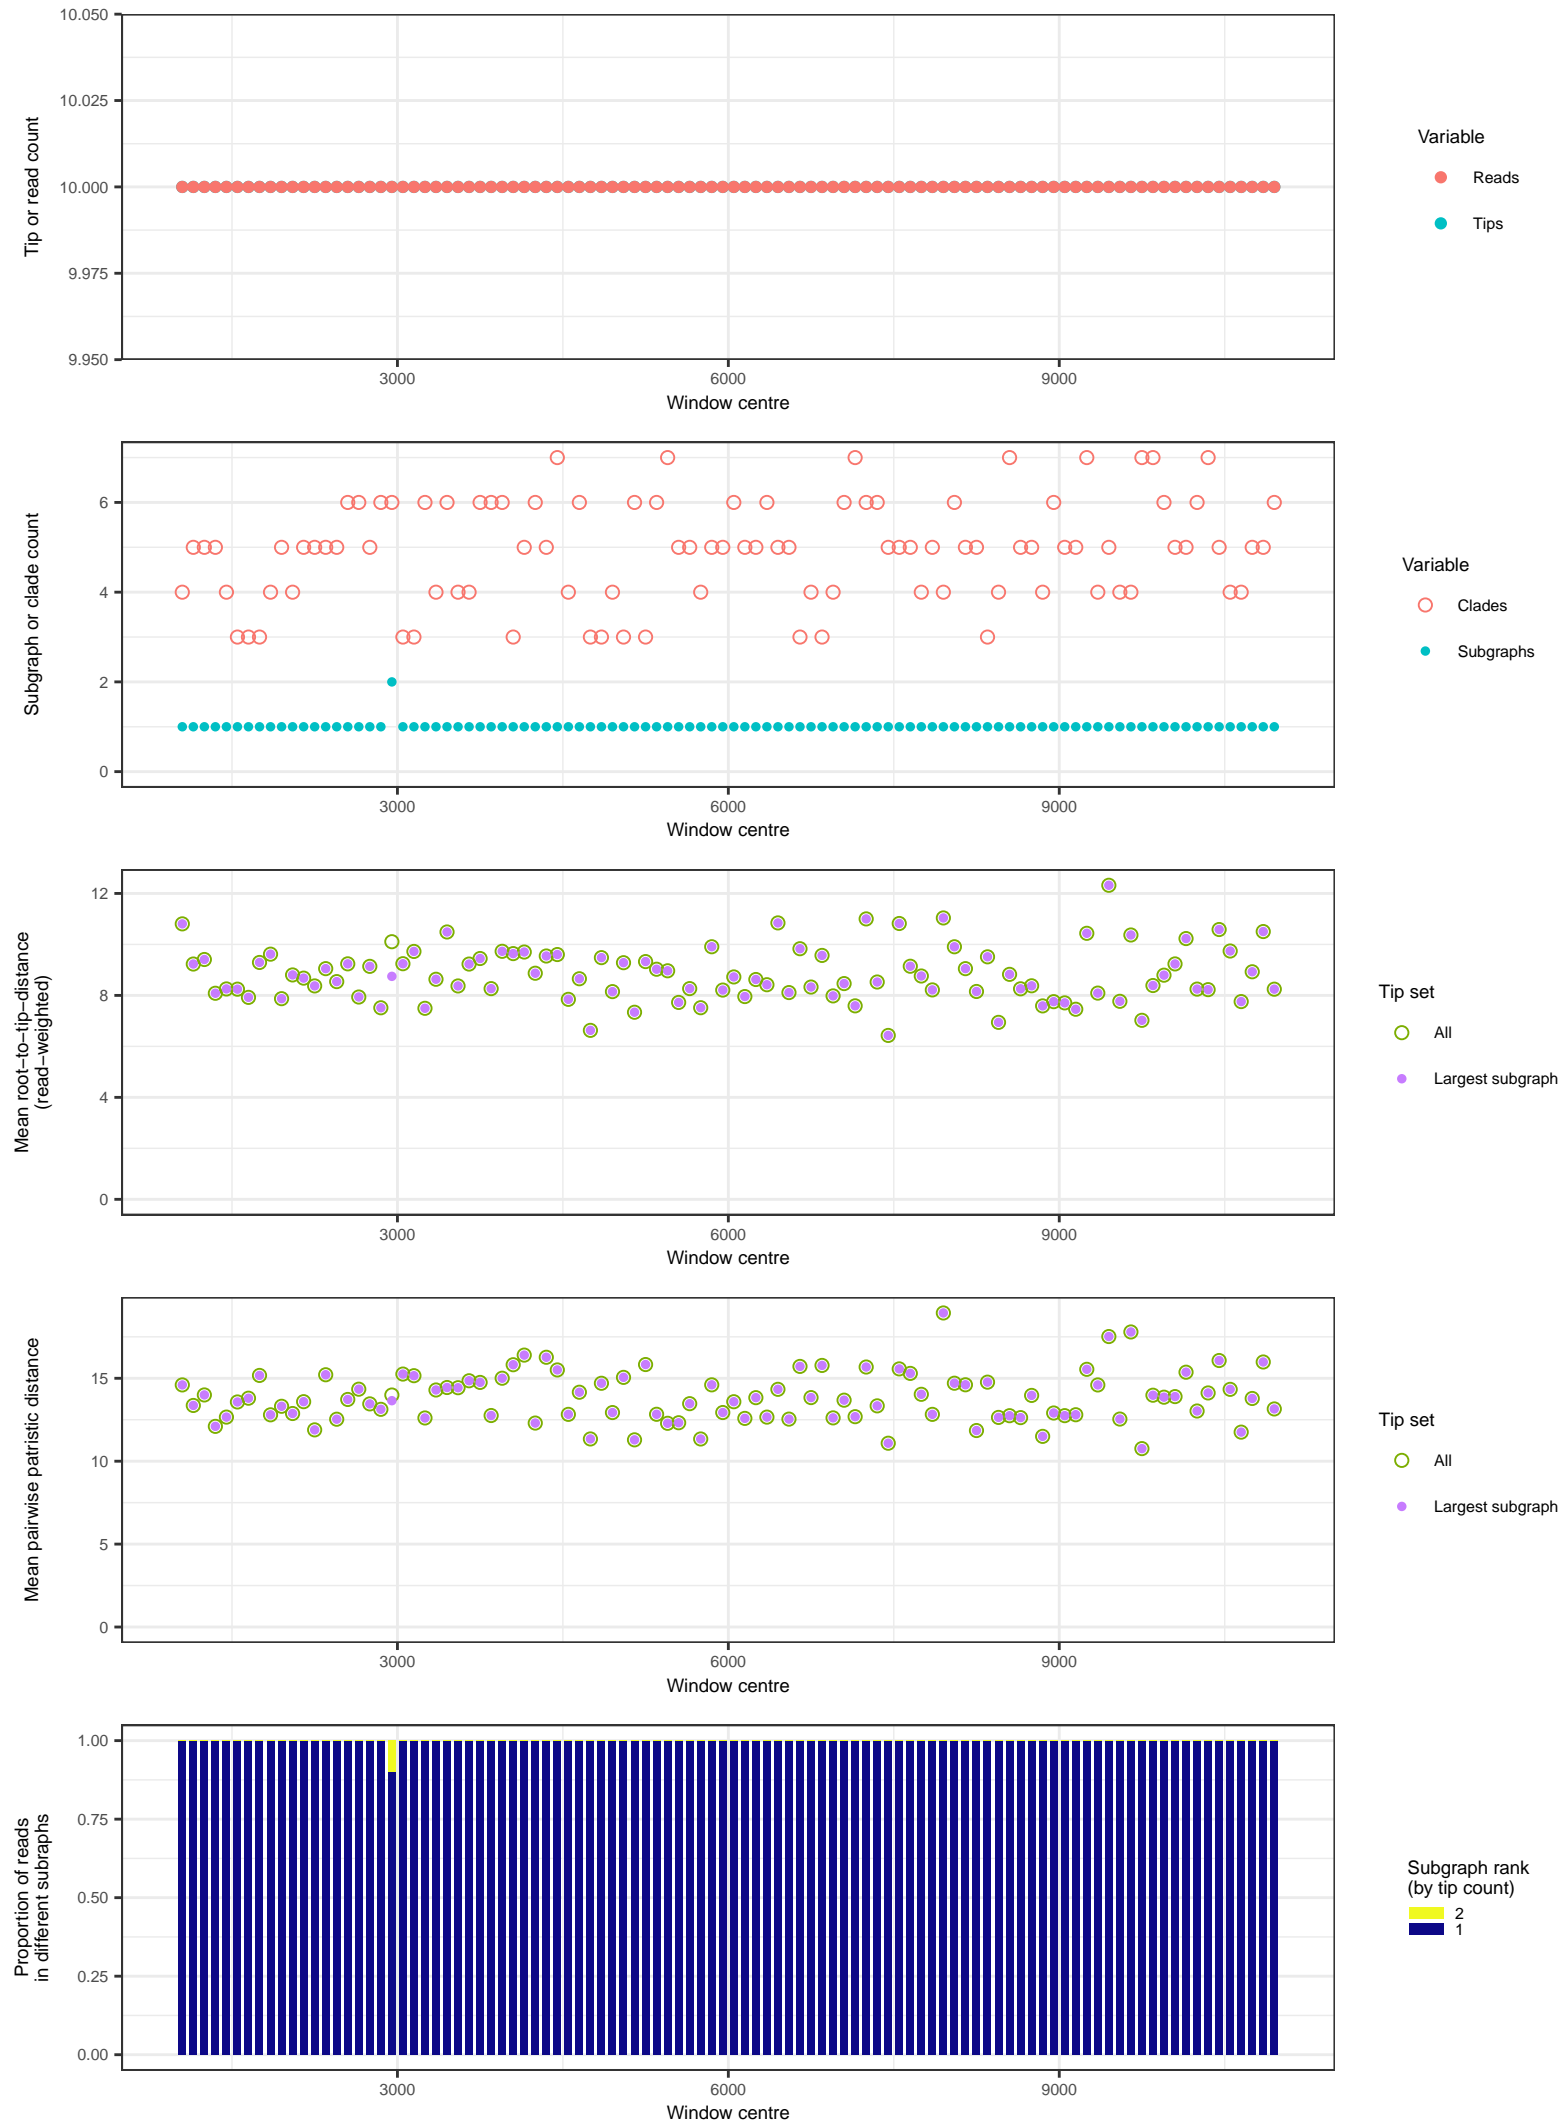 10.050
10.025
10.000
9.975
9.950
Tip or read count
3000 6000 9000
Window centre
Variable
Reads
Tips
6
4
2
0
Subgraph or clade count
3000 6000 9000
Window centre
Variable
Clades
Subgraphs
12
8
4
0
Mean root−to−tip−distance
(read−weighted)
3000 6000 9000
Window centre
Tip set
All
Largest subgraph
15
10
5
0
Mean pairwise patristic distance
3000 6000 9000
Window centre
Tip set
All
Largest subgraph
1.00
0.75
0.50
0.25
0.00
Proportion of reads
in different subraphs
3000 6000 9000
Window centre
Subgraph rank
(by tip count)
2
1